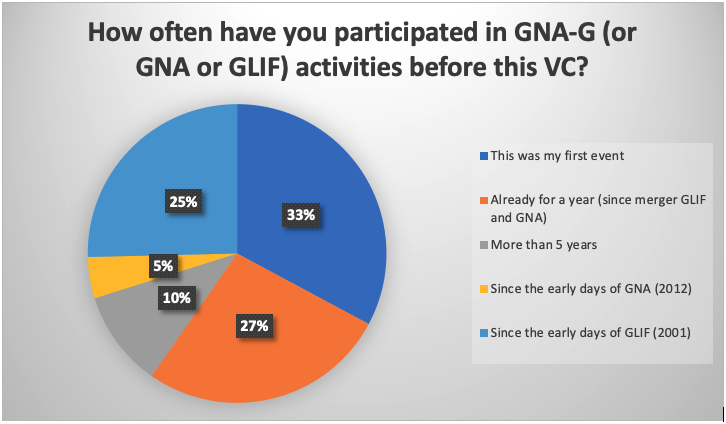 How often have you participated in GNA-G (or
GNA or GLIF) activities before this VC?
25%
33%
5%
10%
27%
This was my first event
Already for a year (since merger GLIF
and GNA)
More than 5 years
Since the early days of GNA (2012)
Since the early days of GLIF (2001)